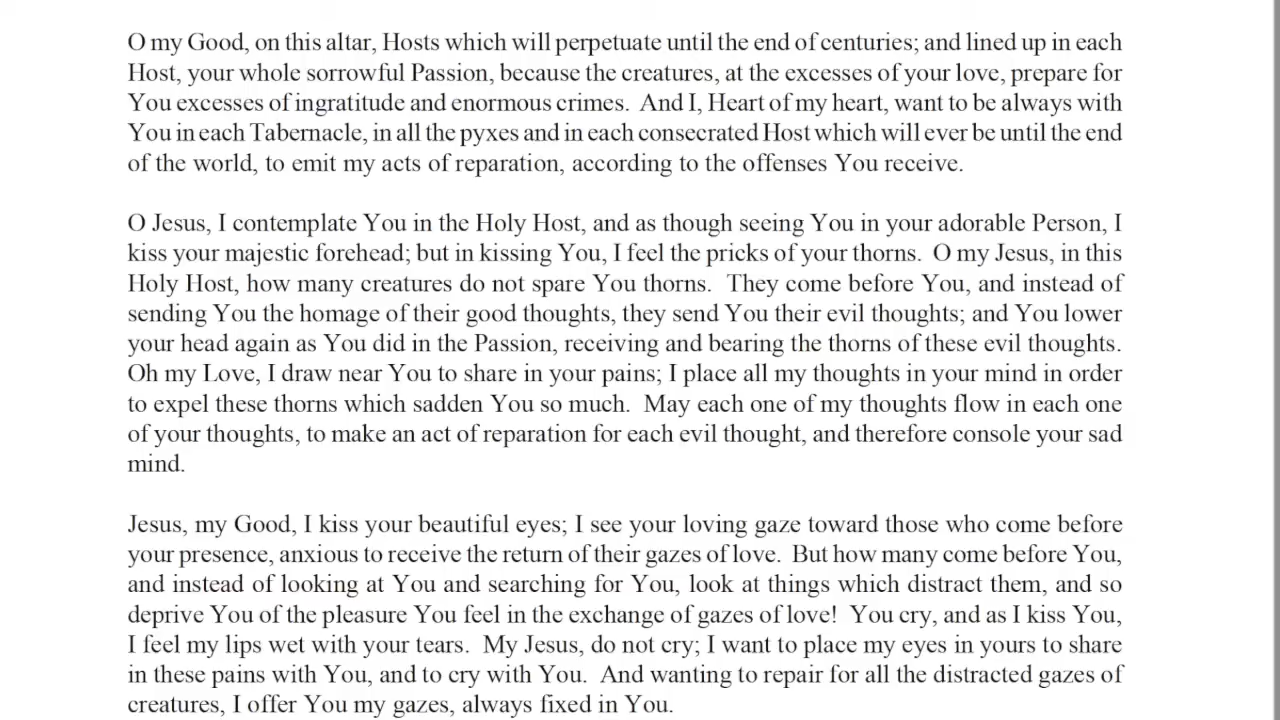 O my Good, on this altar, Hosts which will perpetuate until the end of centuries; and lined up in each
Host, your whole sorrowful Passion, because the creatures, at the excesses of your love, prepare for
You excesses of ingratitude and enormous crimes.  And I, Heart of my heart, want to be always with
You in each Tabernacle, in all the pyxes and in each consecrated Host which will ever be until the end
of the world, to emit my acts of reparation, according to the offenses You receive.

O Jesus, I contemplate You in the Holy Host, and as though seeing You in your adorable Person, I
kiss your majestic forehead; but in kissing You, I feel the pricks of your thorns.  O my Jesus, in this
Holy Host, how many creatures do not spare You thorns.  They come before You, and instead of
sending You the homage of their good thoughts, they send You their evil thoughts; and You lower
your head again as You did in the Passion, receiving and bearing the thorns of these evil thoughts.
Oh my Love, I draw near You to share in your pains; I place all my thoughts in your mind in order
to expel these thorns which sadden You so much.  May each one of my thoughts flow in each one
of your thoughts, to make an act of reparation for each evil thought, and therefore console your sad
mind.

Jesus, my Good, I kiss your beautiful eyes; I see your loving gaze toward those who come before
your presence, anxious to receive the return of their gazes of love.  But how many come before You,
and instead of looking at You and searching for You, look at things which distract them, and so
deprive You of the pleasure You feel in the exchange of gazes of love!  You cry, and as I kiss You,
I feel my lips wet with your tears.  My Jesus, do not cry; I want to place my eyes in yours to share
in these pains with You, and to cry with You.  And wanting to repair for all the distracted gazes of
creatures, I offer You my gazes, always fixed in You.